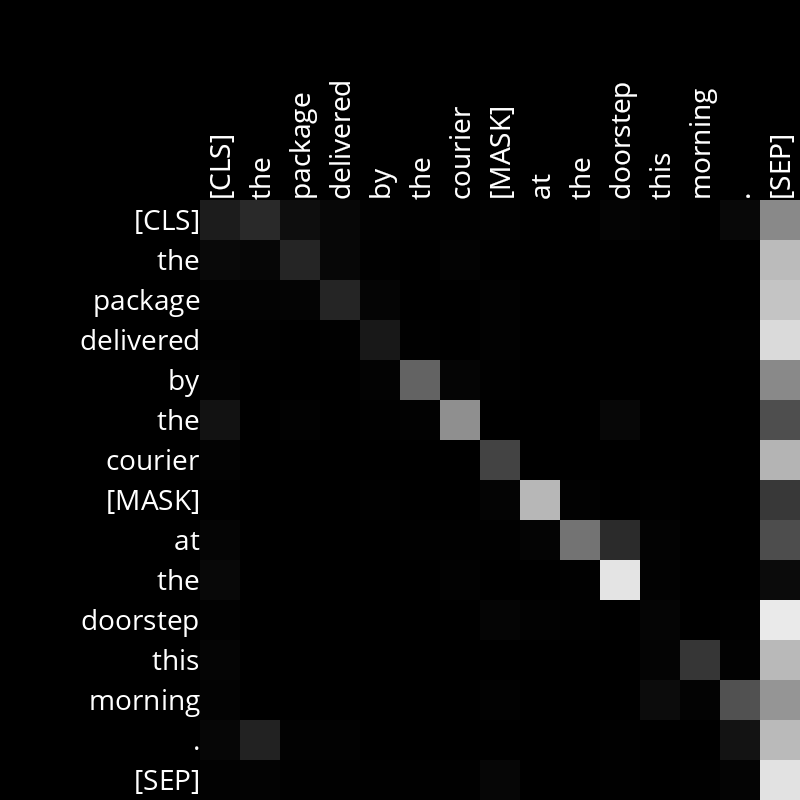 [CLS]
the
package
delivered
by
the
courier
[MASK]
at
the
doorstep
this
morning
.
[SEP]
[CLS]
the
package
delivered
by
the
courier
[MASK]
at
the
doorstep
this
morning
.
[SEP]